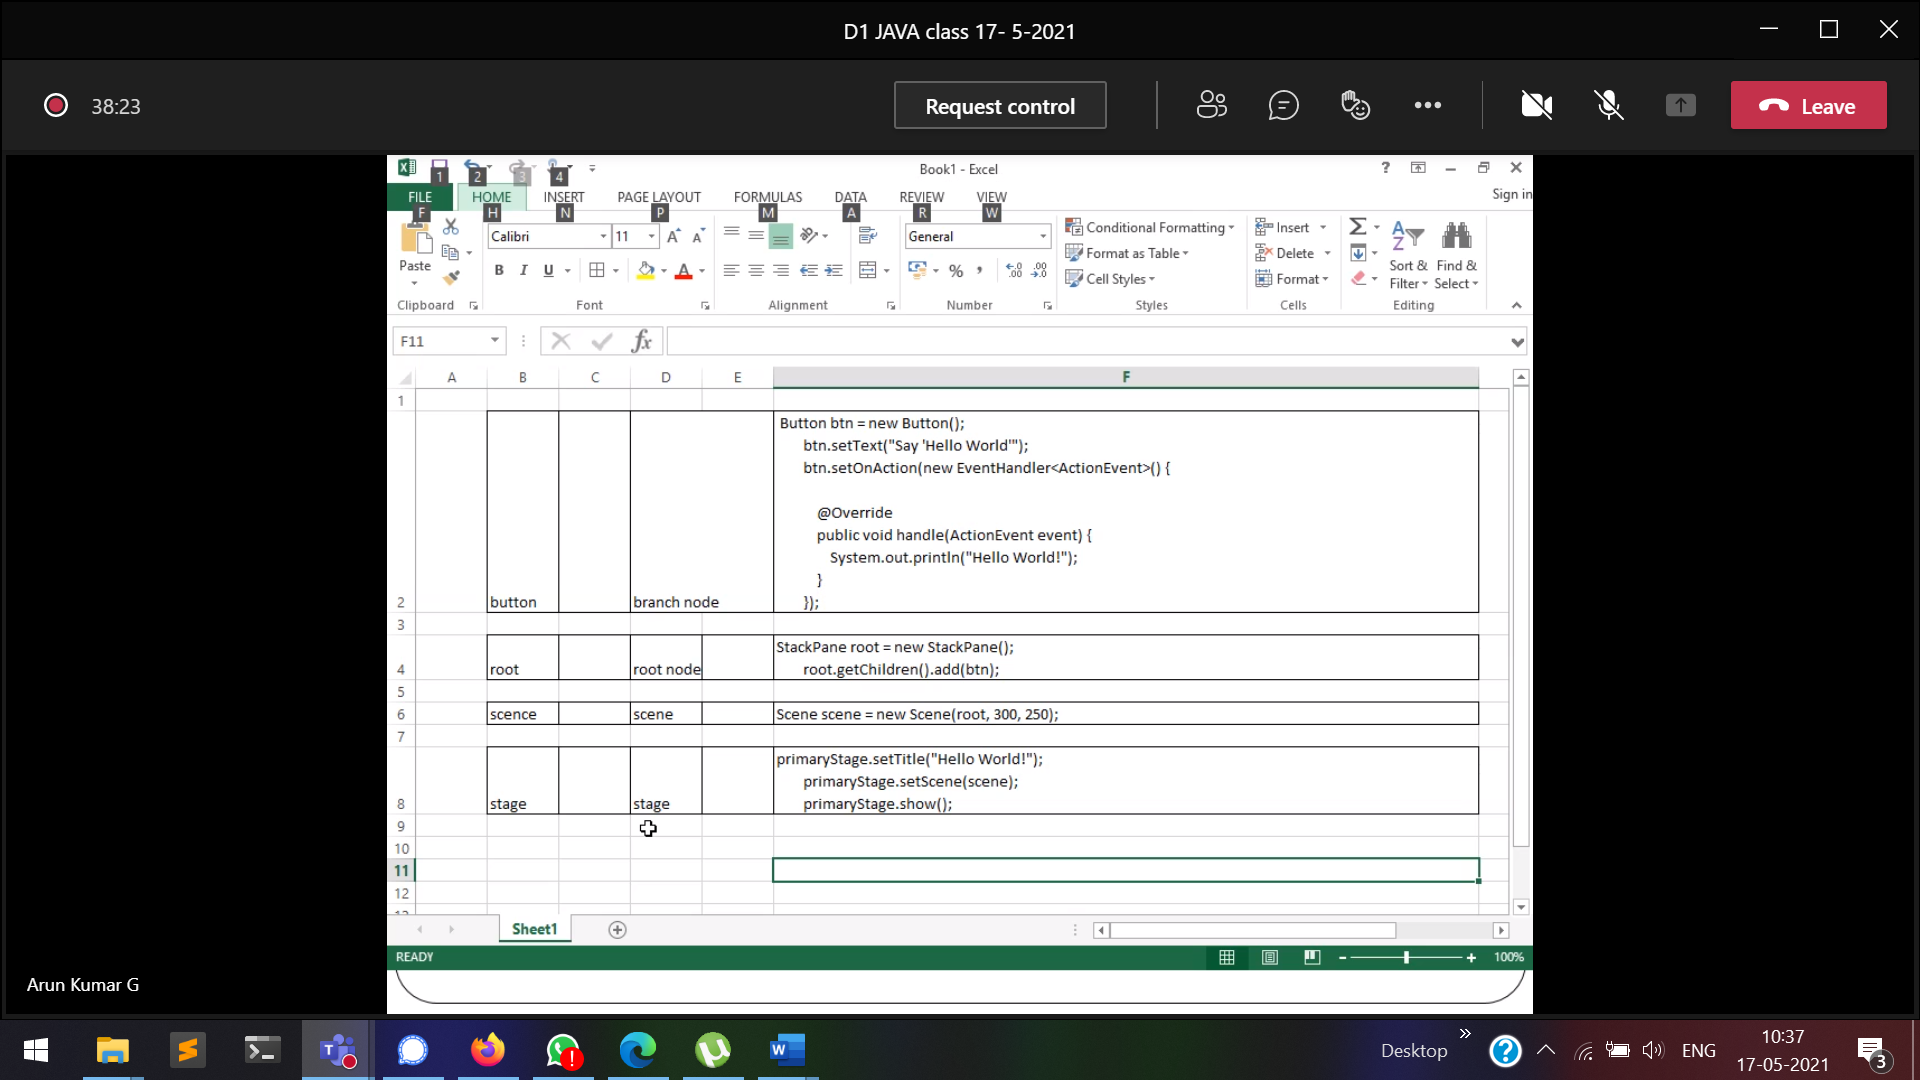 D1 JAVA class 17- 5-2021
38:23
Request control
Leave
1 2 3 4
Book1 - Excel
?
FILE HOME INSERT PAGE LAYOUT FORMULAS DATA REVIEW VIEW
Sign in
F H N P M A R W
Paste
Calibri 11
General
B I U
%
Conditional Formatting
Format as Table
Cell Styles
Insert
Delete
Format
Sort & Filter
Find & Select
Clipboard Font Alignment Number Styles Cells Editing
F11
fx
A B C D E F
1
Button btn = new Button();
btn.setText("Say 'Hello World'");
btn.setOnAction(new EventHandler<ActionEvent>() {
@Override
public void handle(ActionEvent event) {
System.out.println("Hello World!");
}
2 button branch node });
3
StackPane root = new StackPane();
4 root root node root.getChildren().add(btn);
5
6 scence scene Scene scene = new Scene(root, 300, 250);
7
primaryStage.setTitle("Hello World!");
primaryStage.setScene(scene);
8 stage stage primaryStage.show();
9
10
11
12
Sheet1
READY
100%
Arun Kumar G
Desktop
ENG
10:37
17-05-2021
3